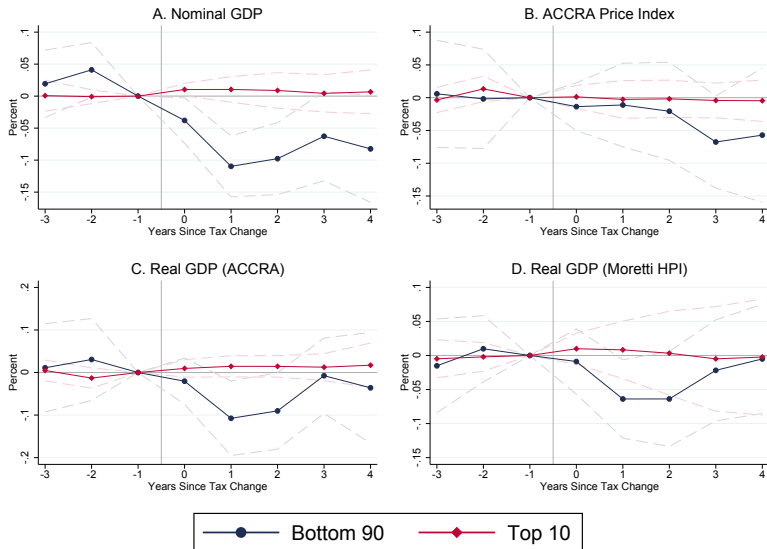 A. Nominal GDP
Percent
.1
.05
0
.05
.1
-.15
-3 -2 -1 0 1 2 3 4
Years Since Tax Change
B. ACCRA Price Index
Percent
.1
.05
0
-.05
.1
-.15
-3 -2 -1 0 1 2 3 4
Years Since Tax Change
C. Real GDP (ACCRA)
Percent
.2
.1
0
-.1
-.2
-3 -2 -1 0 1 2 3 4
Years Since Tax Change
D. Real GDP (Moretti HPI)
Percent
.1
.05
0
-.05
-.1
-.15
-3 -2 -1 0 1 2 3 4
Years Since Tax Change
Bottom 90 Top 10